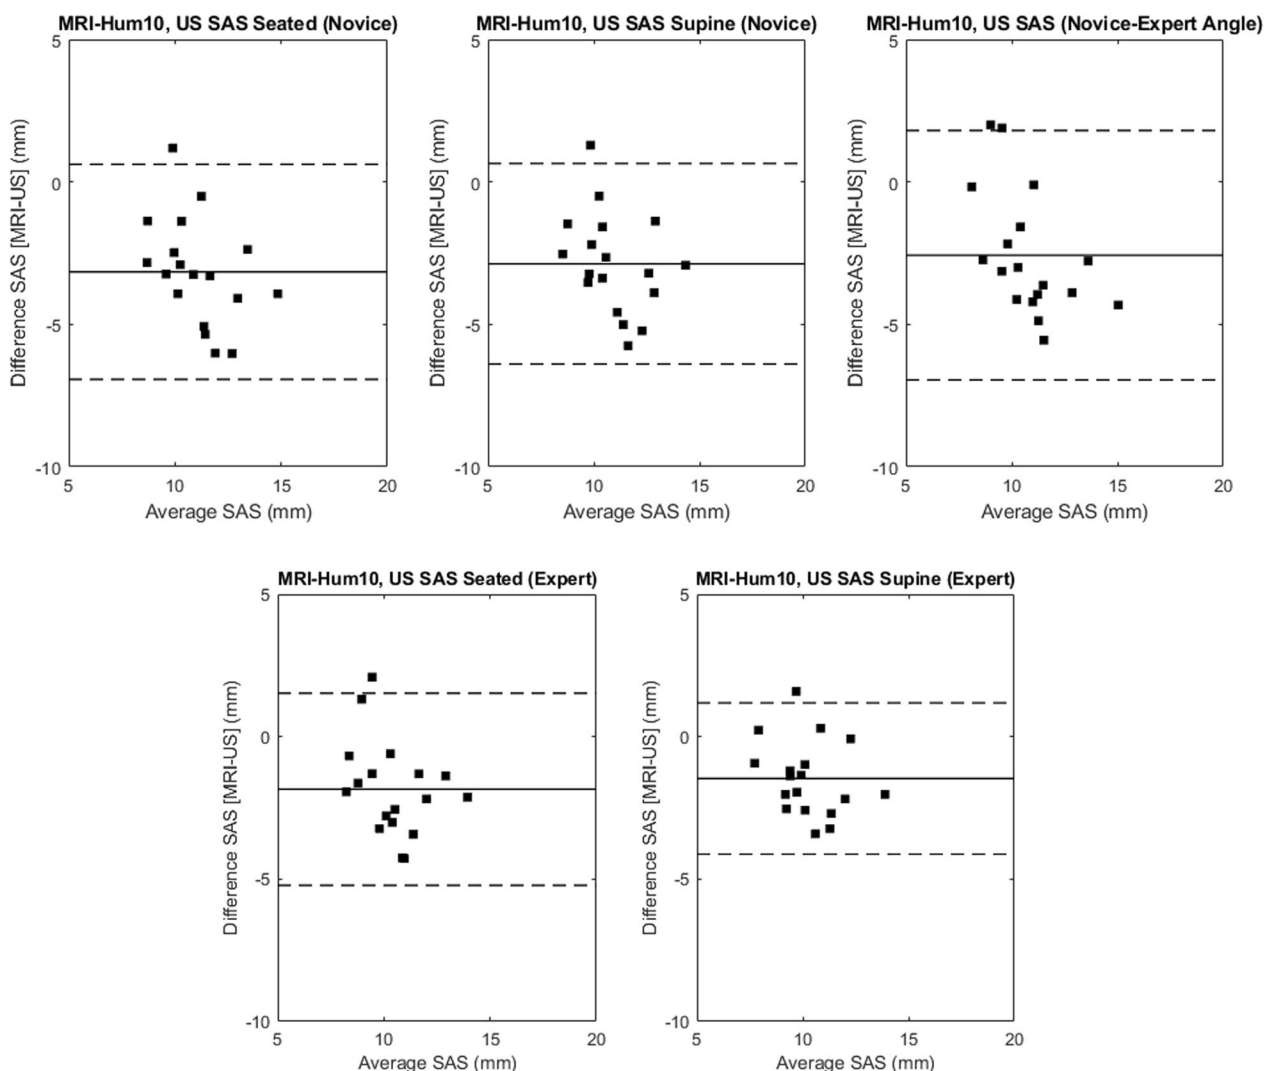 MRI-Hum10, US SAS Seated (Novice)
5
0
-5
-10
Difference SAS [MRI-US] (mm)
5 10 15 20
Average SAS (mm)
MRI-Hum10, US SAS Supine (Novice)
5
0
-5
-10
Difference SAS [MRI-US] (mm)
5 10 15 20
Average SAS (mm)
MRI-Hum10, US SAS (Novice-Expert Angle)
5
0
-5
-10
Difference SAS [MRI-US] (mm)
5 10 15 20
Average SAS (mm)
MRI-Hum10, US SAS Seated (Expert)
5
0
-5
-10
Difference SAS [MRI-US] (mm)
5 10 15 20
Average SAS (mm)
MRI-Hum10, US SAS Supine (Expert)
5
0
-5
-10
Difference SAS [MRI-US] (mm)
5 10 15 20
Average SAS (mm)